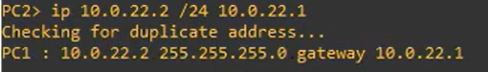 PC2> ip 10.0.22.2 /24 10.0.22.1
Checking for duplicate address...
PC1 : 10.0.22.2 255.255.255.0 gateway 10.0.22.1